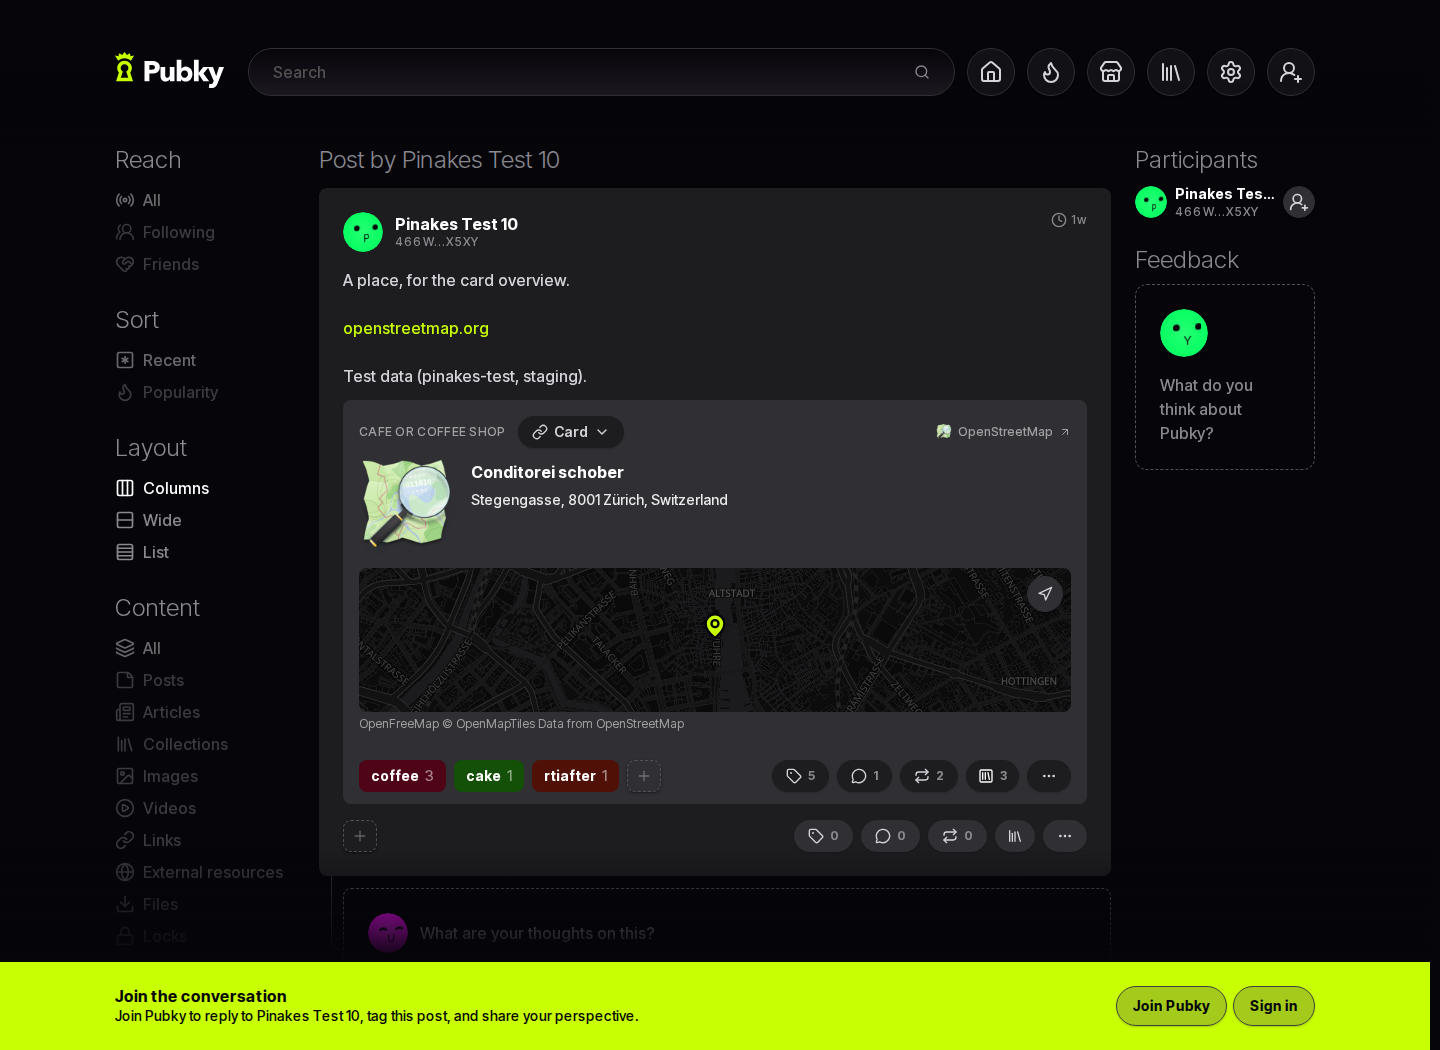 Pubky
Search
Reach
All
Following
Friends
Sort
Recent
Popularity
Layout
Columns
Wide
List
Content
All
Posts
Articles
Collections
Images
Videos
Links
External resources
Files
Locks
Post by Pinakes Test 10
Pinakes Test 10
466W...X5XY
1w
A place, for the card overview.
openstreetmap.org
Test data (pinakes-test, staging).
CAFE OR COFFEE SHOP
Card
OpenStreetMap
Conditorei schober
Stegengasse, 8001 Zürich, Switzerland
ALTSTADT
PELIKANSTRASSE
TALACKER
ZELTWEG
HOTTINGEN
OpenFreeMap © OpenMapTiles Data from OpenStreetMap
coffee 3
cake 1
rtiafter 1
5
1
2
3
0
0
0
What are your thoughts on this?
Participants
Pinakes Tes...
466W...X5XY
Feedback
What do you
think about
Pubky?
Join the conversation
Join Pubky to reply to Pinakes Test 10, tag this post, and share your perspective.
Join Pubky
Sign in